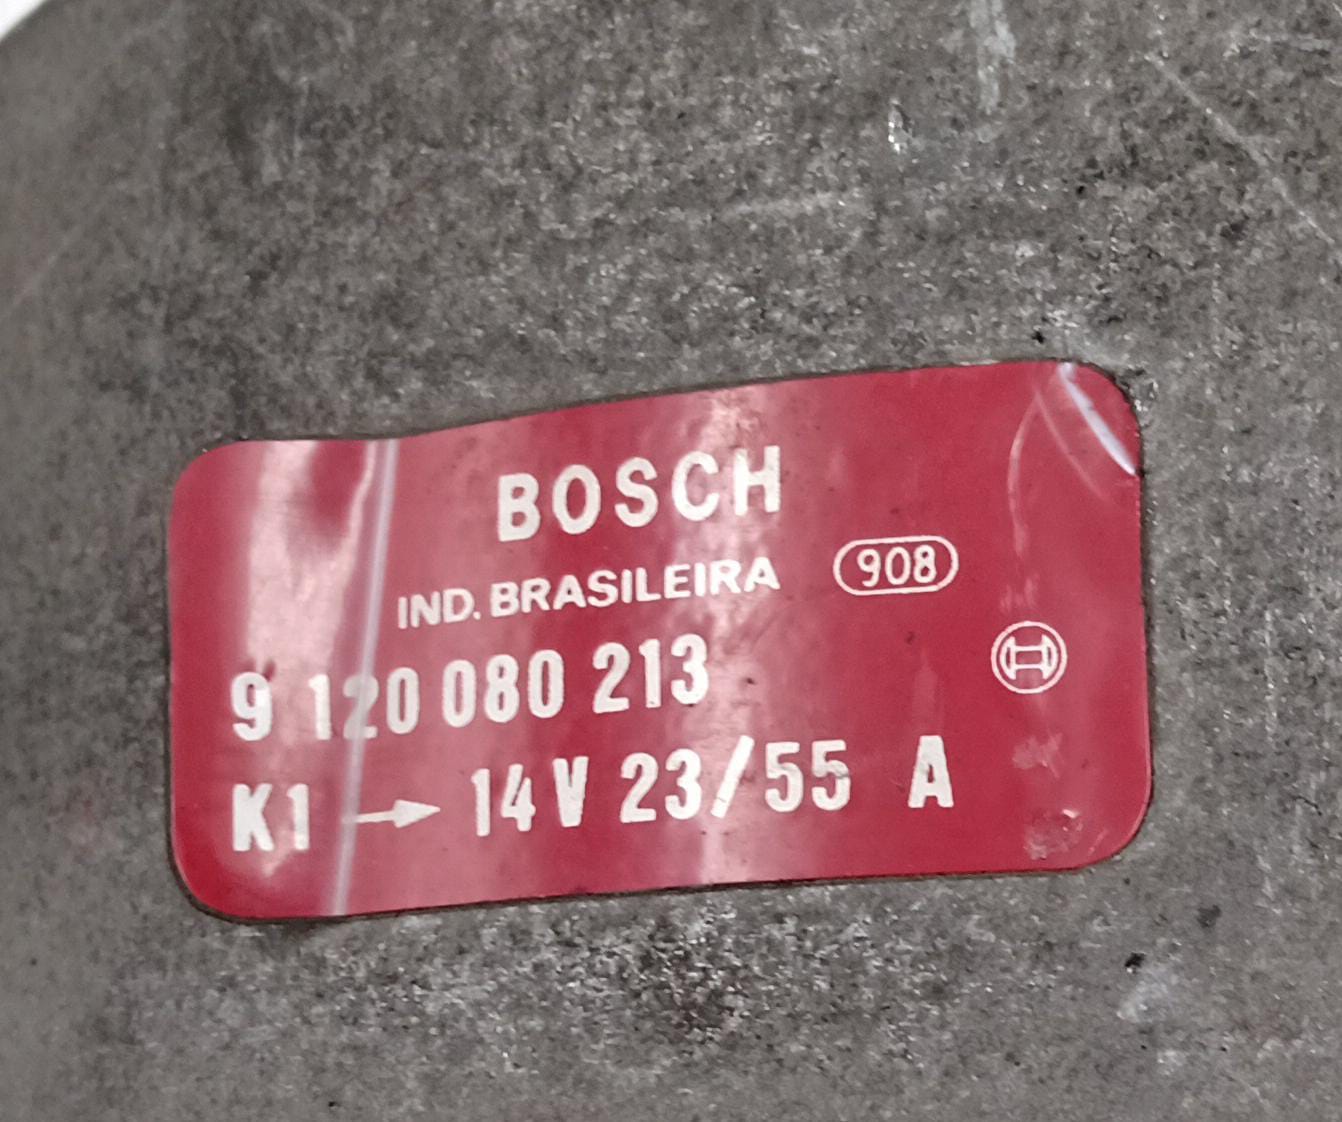 BOSCH
IND. BRASILEIRA 908
9 120 080 213
K1 → 14V 23/55 A